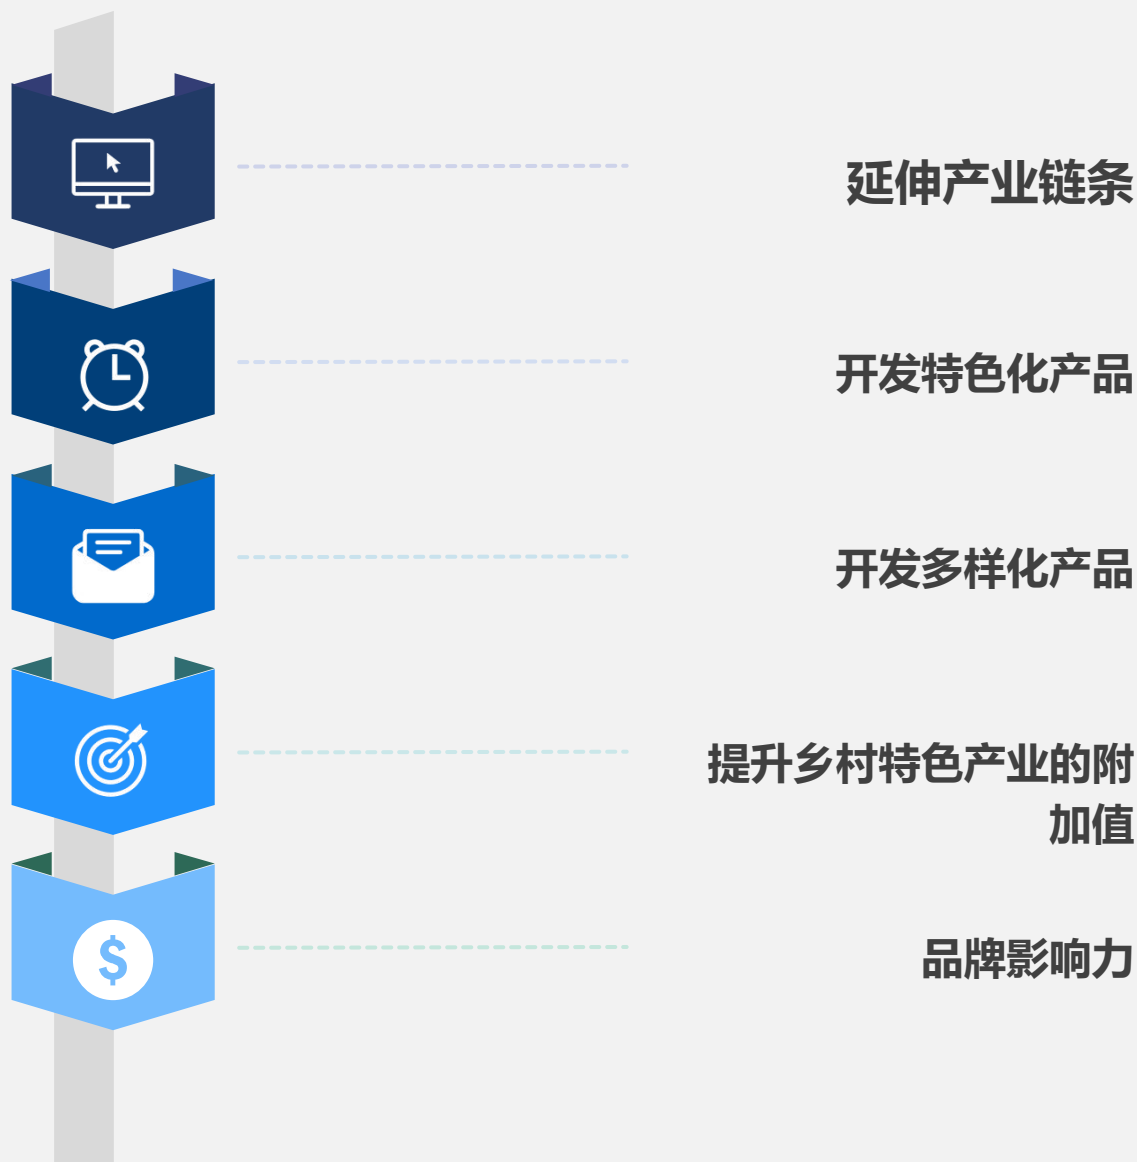 延伸产业链条
开发特色化产品
开发多样化产品
提升乡村特色产业的附
加值
$
品牌影响力